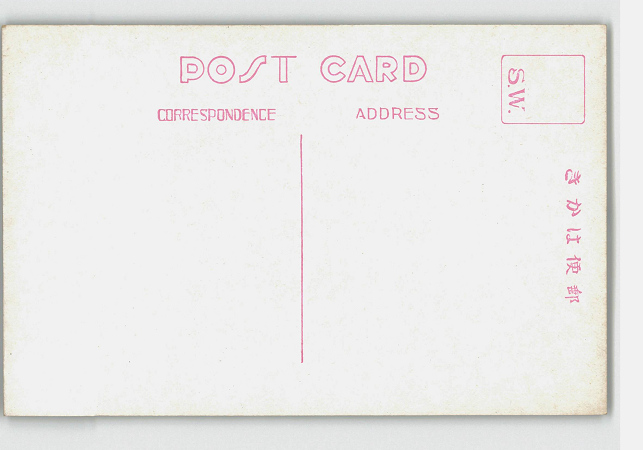 POST CARD
CORRESPONDENCE
ADDRESS
S.W.
きかは便郵